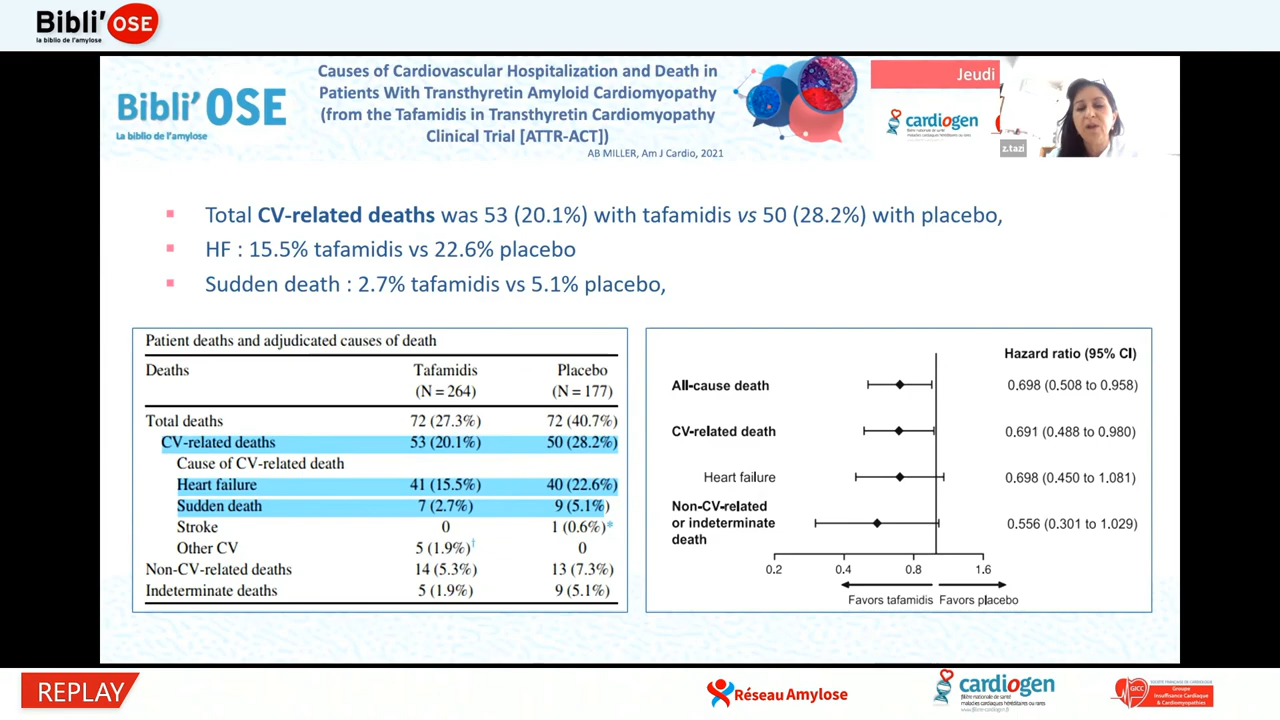 Bibli'OSE
la biblio de l'amylose
Bibli'OSE
La biblio de l'amylose
Causes of Cardiovascular Hospitalization and Death in
Patients With Transthyretin Amyloid Cardiomyopathy
(from the Tafamidis in Transthyretin Cardiomyopathy
Clinical Trial [ATTR-ACT])
AB MILLER, Am J Cardio, 2021
Jeudi
cardiogen
filière nationale de santé
maladies cardiaques héréditaires ou rares
z.tazi
▪ Total CV-related deaths was 53 (20.1%) with tafamidis vs 50 (28.2%) with placebo,
▪ HF : 15.5% tafamidis vs 22.6% placebo
▪ Sudden death : 2.7% tafamidis vs 5.1% placebo,
Patient deaths and adjudicated causes of death
Deaths Tafamidis Placebo
(N = 264) (N = 177)
Total deaths 72 (27.3%) 72 (40.7%)
CV-related deaths 53 (20.1%) 50 (28.2%)
Cause of CV-related death
Heart failure 41 (15.5%) 40 (22.6%)
Sudden death 7 (2.7%) 9 (5.1%)
Stroke 0 1 (0.6%)*
Other CV 5 (1.9%)† 0
Non-CV-related deaths 14 (5.3%) 13 (7.3%)
Indeterminate deaths 5 (1.9%) 9 (5.1%)
Hazard ratio (95% CI)
All-cause death 0.698 (0.508 to 0.958)
CV-related death 0.691 (0.488 to 0.980)
Heart failure 0.698 (0.450 to 1.081)
Non-CV-related
or indeterminate 0.556 (0.301 to 1.029)
death
0.2 0.4 0.8 1.6
Favors tafamidis Favors placebo
REPLAY
Réseau Amylose
cardiogen
filière nationale de santé
maladies cardiaques héréditaires ou rares
GICC
SOCIÉTÉ FRANÇAISE DE CARDIOLOGIE
Groupe
Insuffisance Cardiaque
& Cardiomyopathies